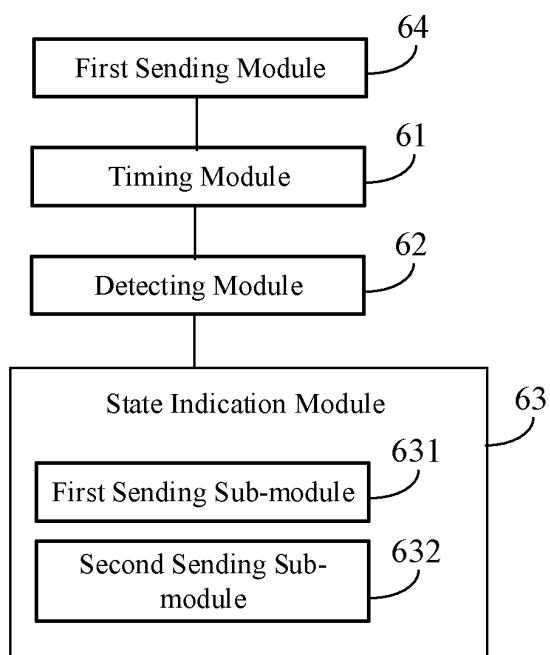 64
First Sending Module
61
Timing Module
62
Detecting Module
State Indication Module
63
631
First Sending Sub-module
632
Second Sending Sub-
module